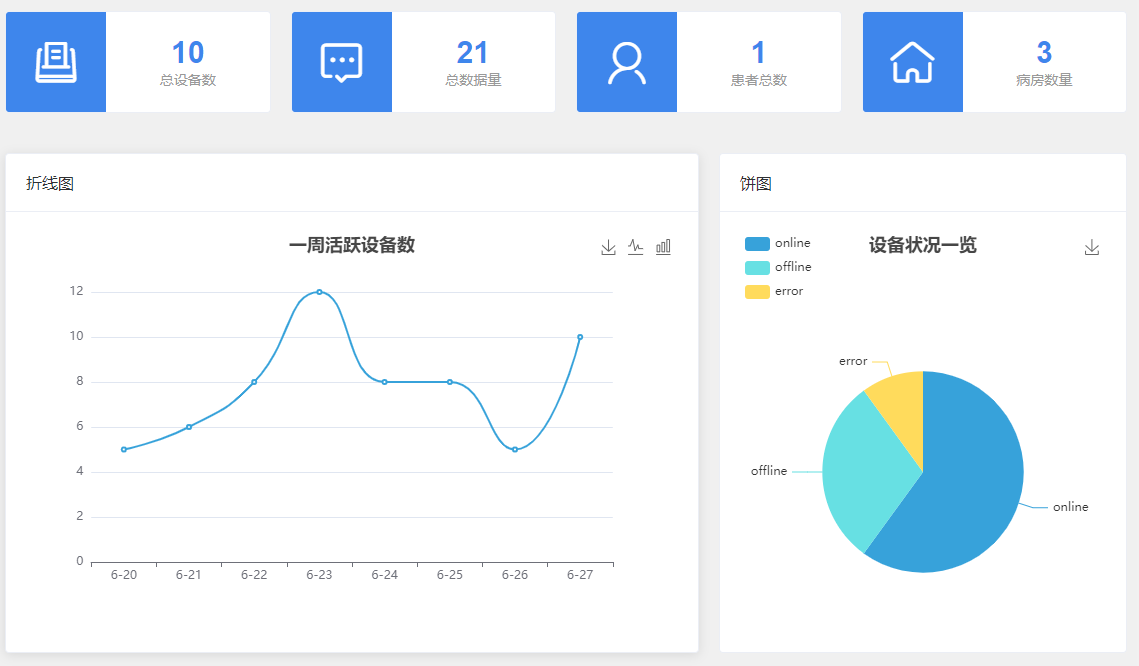 10
总设备数
21
总数据量
1
患者总数
3
病房数量
折线图
一周活跃设备数
12
10
8
6
4
2
0
6-20 6-21 6-22 6-23 6-24 6-25 6-26 6-27
饼图
设备状况一览
online
offline
error
error
offline
online